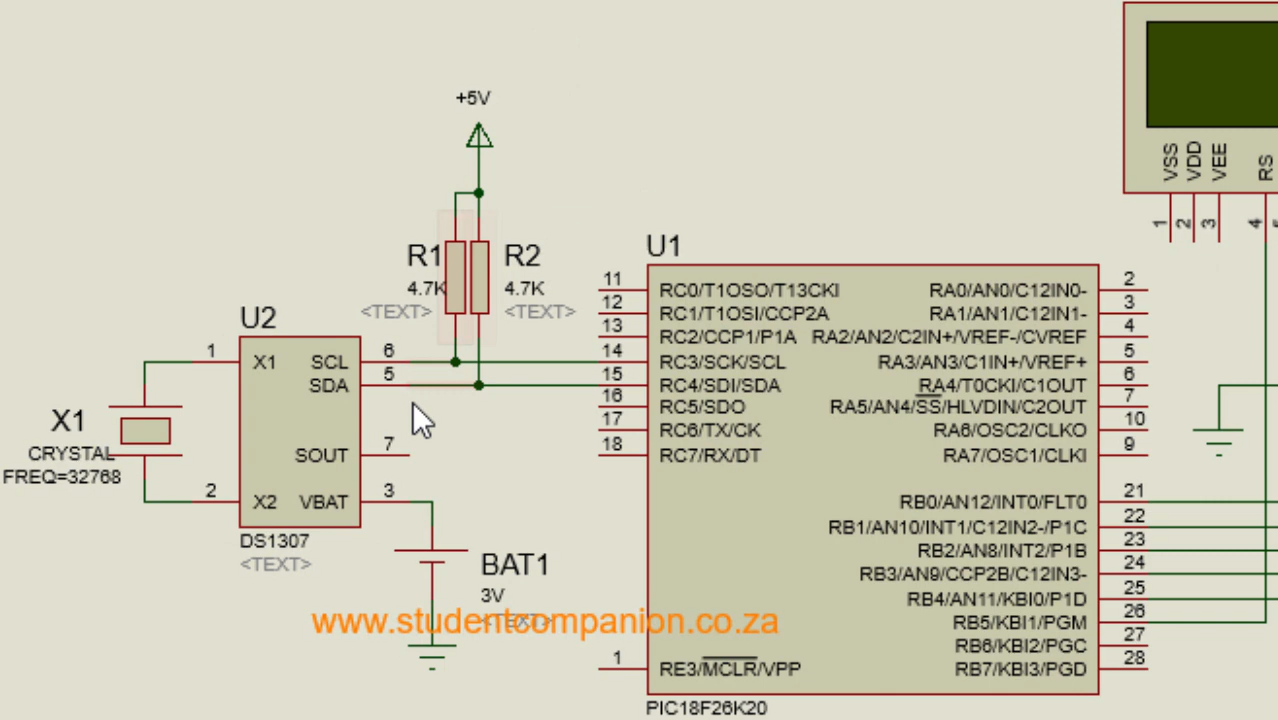 +5V
R1
4.7K
<TEXT>
R2
4.7K
<TEXT>
U2
1
X1
SCL
6
SDA
5
SOUT
7
2
X2
VBAT
3
DS1307
<TEXT>
X1
CRYSTAL
FREQ=32768
BAT1
3V
<TEXT>
www.studentcompanion.co.za
U1
11
RC0/T1OSO/T13CKI
12
RC1/T1OSI/CCP2A
13
RC2/CCP1/P1A
14
RC3/SCK/SCL
15
RC4/SDI/SDA
16
RC5/SDO
17
RC6/TX/CK
18
RC7/RX/DT
1
RE3/MCLR/VPP
RA0/AN0/C12IN0-
2
RA1/AN1/C12IN1-
3
RA2/AN2/C2IN+/VREF-/CVREF
4
RA3/AN3/C1IN+/VREF+
5
RA4/T0CKI/C1OUT
6
RA5/AN4/SS/HLVDIN/C2OUT
7
RA6/OSC2/CLKO
10
RA7/OSC1/CLKI
9
RB0/AN12/INT0/FLT0
21
RB1/AN10/INT1/C12IN2-/P1C
22
RB2/AN8/INT2/P1B
23
RB3/AN9/CCP2B/C12IN3-
24
RB4/AN11/KBI0/P1D
25
RB5/KBI1/PGM
26
RB6/KBI2/PGC
27
RB7/KBI3/PGD
28
PIC18F26K20
VSS
VDD
VEE
RS
1
2
3
4